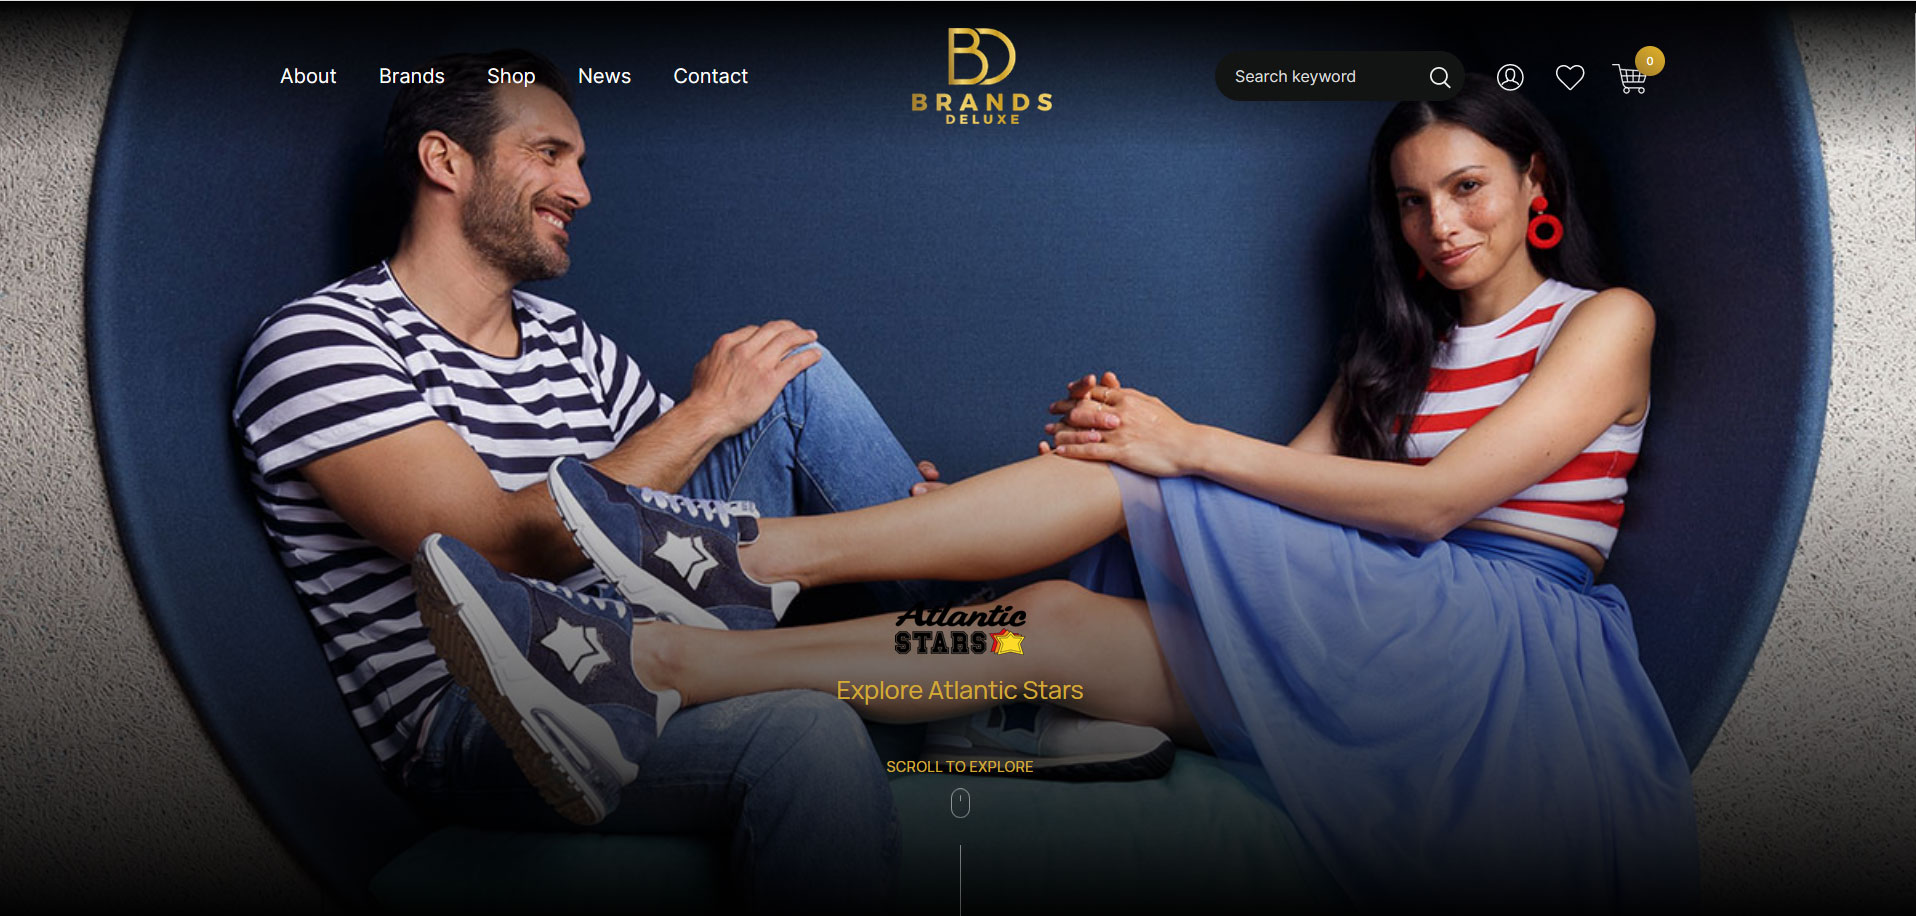 About
Brands
Shop
News
Contact
BD
BRANDS
DELUXE
Search keyword
0
Atlantic
STARS
Explore Atlantic Stars
SCROLL TO EXPLORE